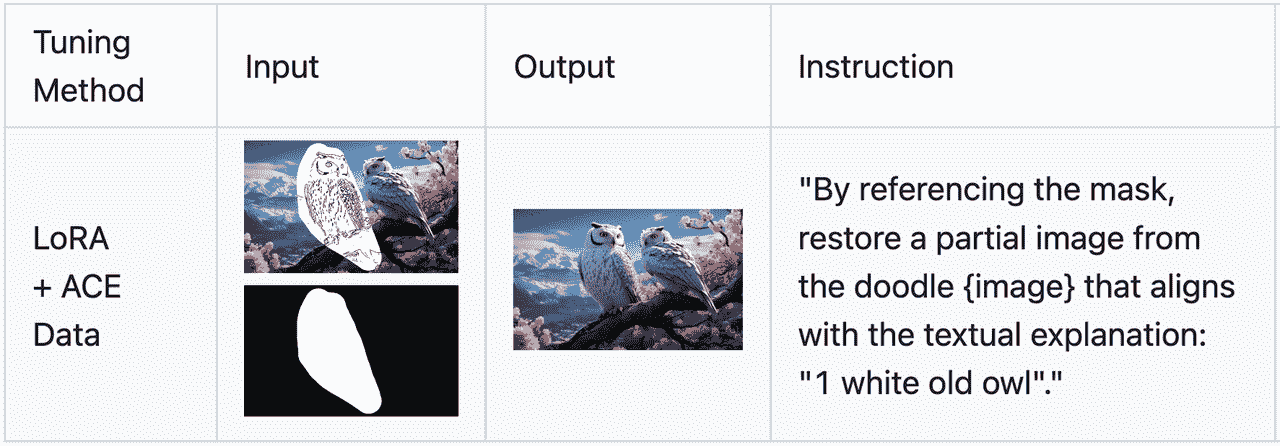 Tuning
Method
Input
Output
Instruction
LoRA
+ ACE
Data
"By referencing the mask,
restore a partial image from
the doodle {image} that aligns
with the textual explanation:
"1 white old owl"."